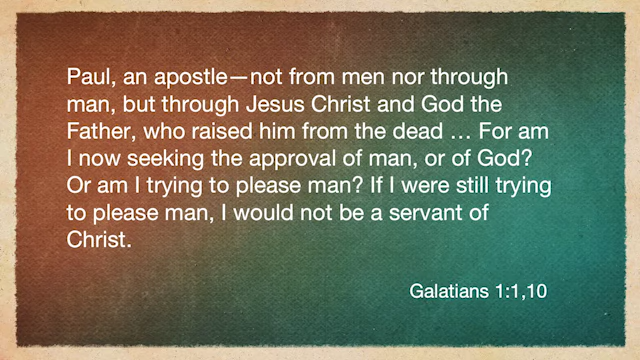 Paul, an apostle—not from men nor through
man, but through Jesus Christ and God the
Father, who raised him from the dead … For am
I now seeking the approval of man, or of God?
Or am I trying to please man? If I were still trying
to please man, I would not be a servant of
Christ.
Galatians 1:1,10